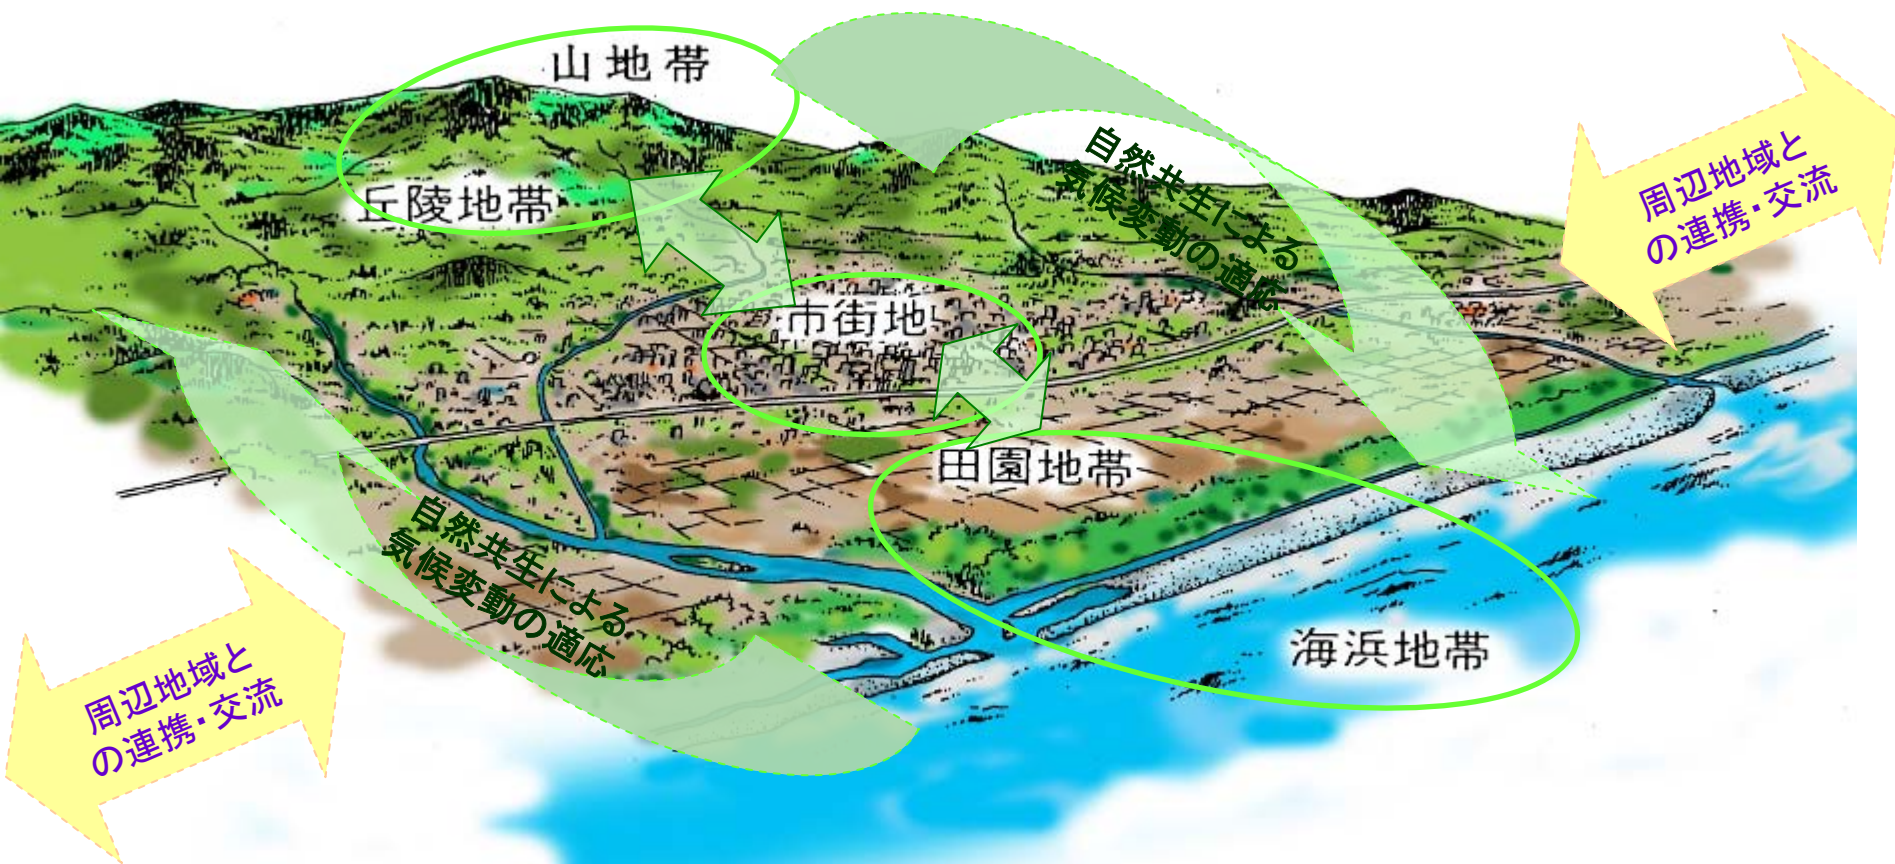 山地帯
丘陵地帯
自然共生による
気候変動の適応
周辺地域と
の連携・交流
市街地
田園地帯
自然共生による
気候変動の適応
海浜地帯
周辺地域と
の連携・交流